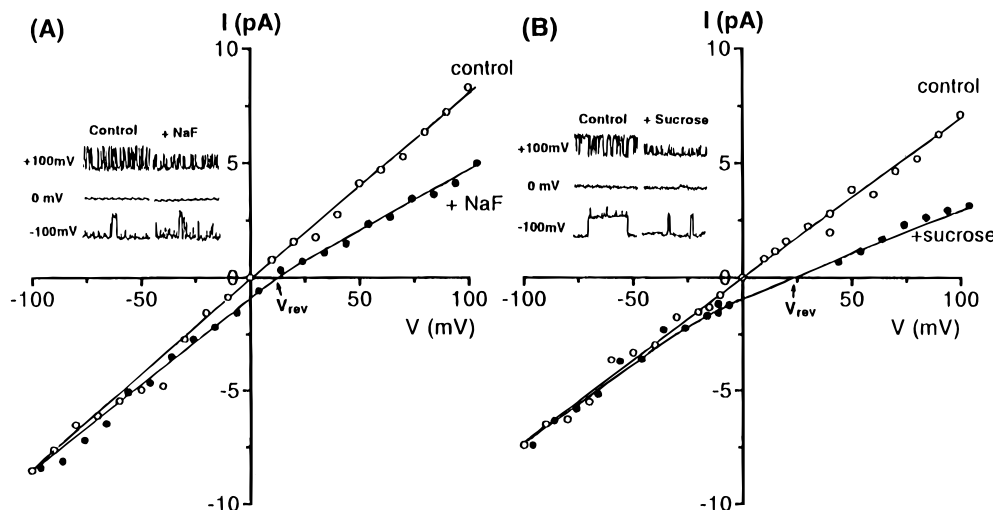 (A)
I (pA)
10
control
Control + NaF
+100mV
5
0 mV
+ NaF
-100mV
0
-100 -50 50 100
Vrev
V (mV)
-5
-10
(B)
I (pA)
10
control
Control + Sucrose
+100mV
5
0 mV
-100mV
+sucrose
0
-100 -50 50 100
Vrev
V (mV)
-5
-10